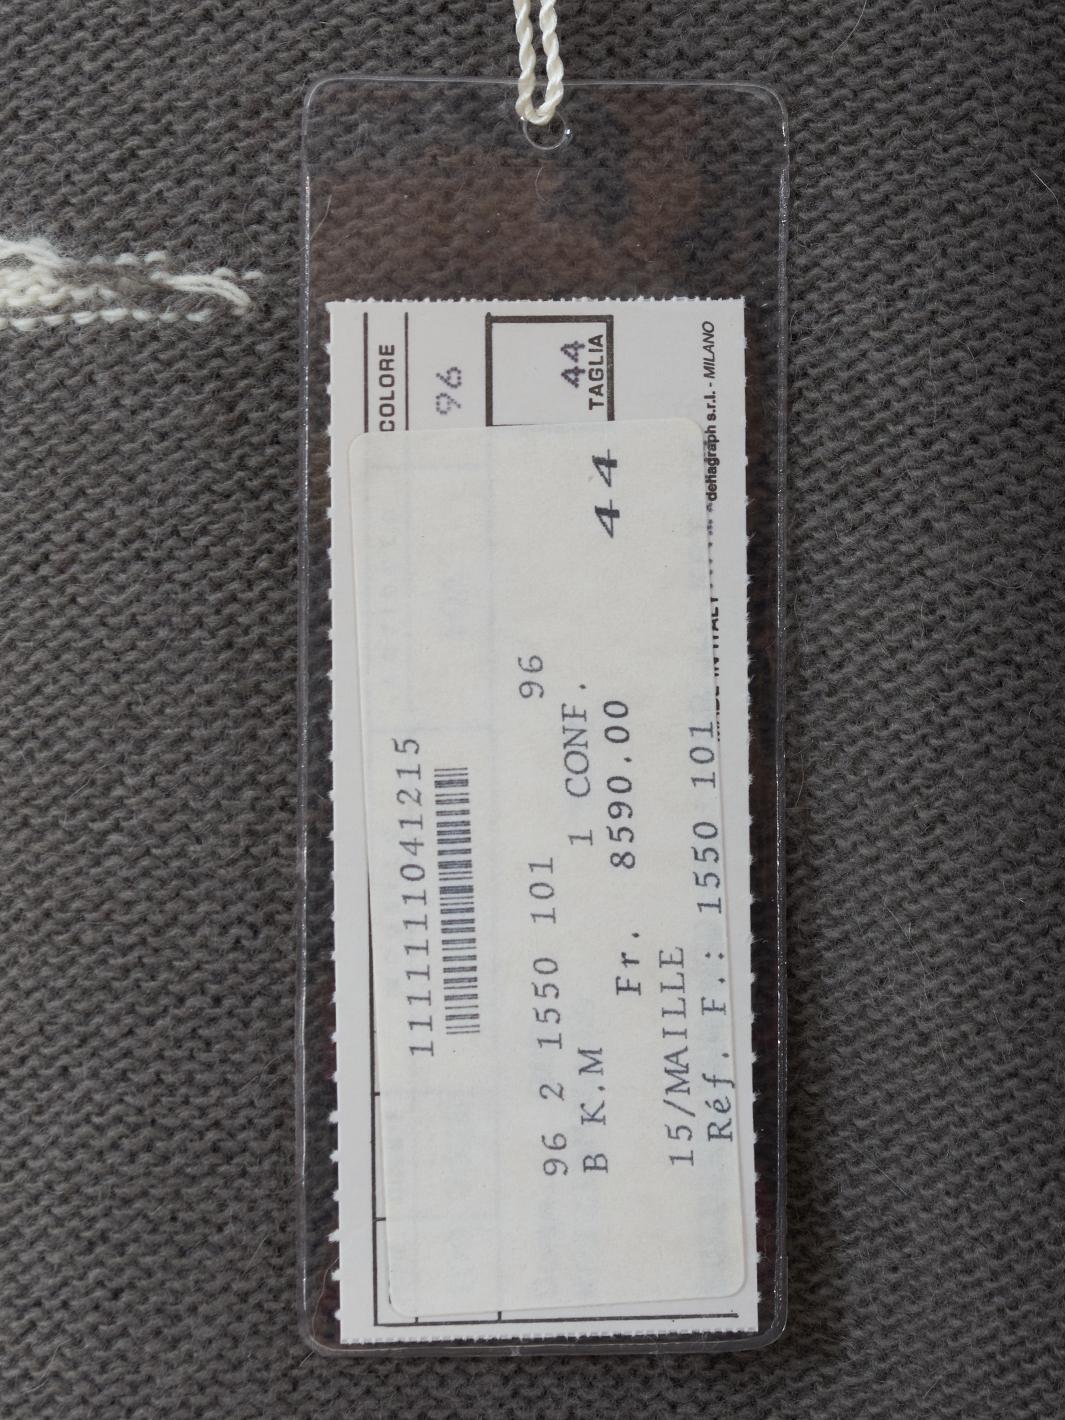 COLORE
96
44
TAGLIA
1111111041215
96 2 1550 101 96
B K.M 1 CONF.
Fr. 8590.00 44
15/MAILLE
Réf. F.: 1550 101
s.r.l. - MILANO